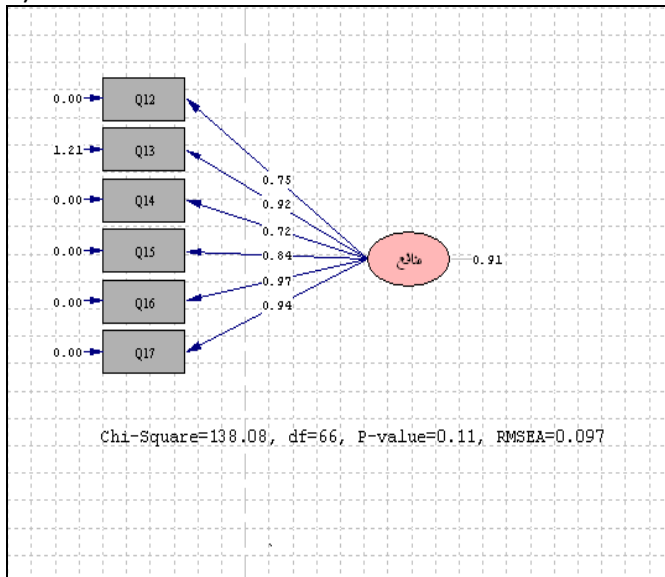 0.00 Q12
0.75
1.21 Q13
0.92
0.00 Q14
0.72
0.00 Q15
0.84
منافع
0.91
0.00 Q16
0.97
0.00 Q17
0.94
Chi-Square=138.08, df=66, P-value=0.11, RMSEA=0.097